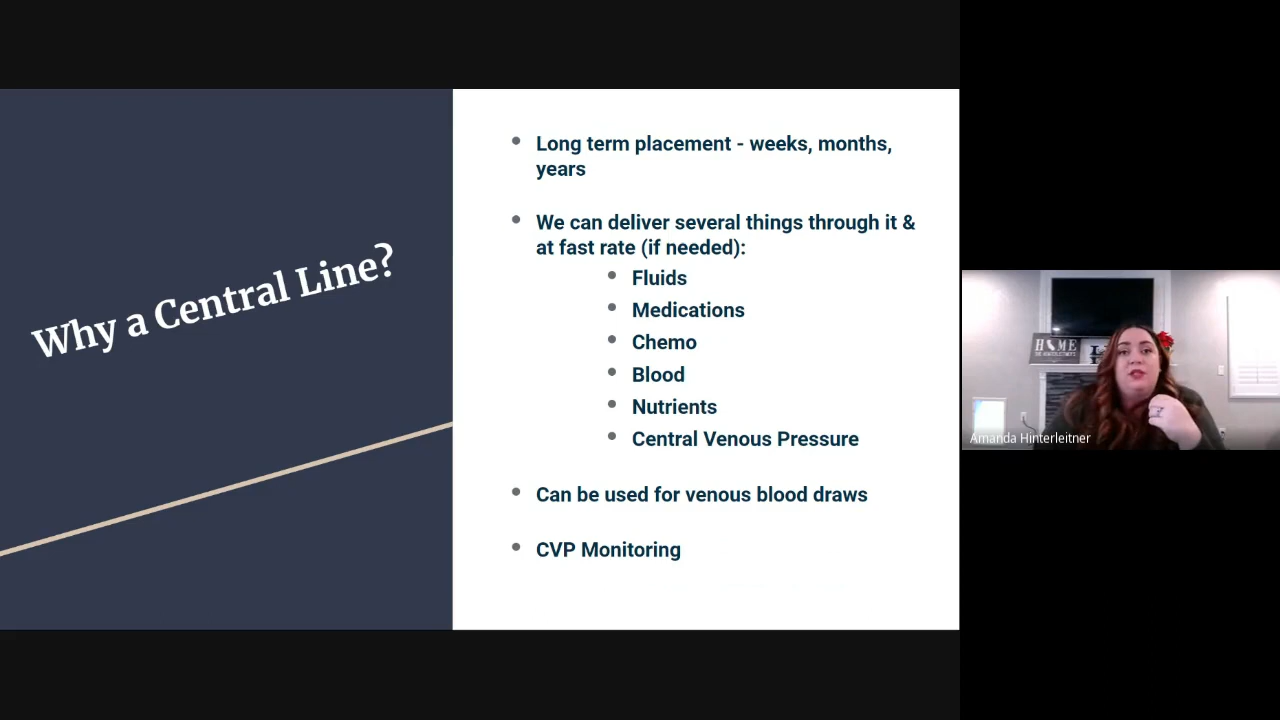 Why a Central Line?
Long term placement - weeks, months,
years
We can deliver several things through it &
at fast rate (if needed):
Fluids
Medications
Chemo
Blood
Nutrients
Central Venous Pressure
Can be used for venous blood draws
CVP Monitoring
HOME
Amanda Hinterleitner